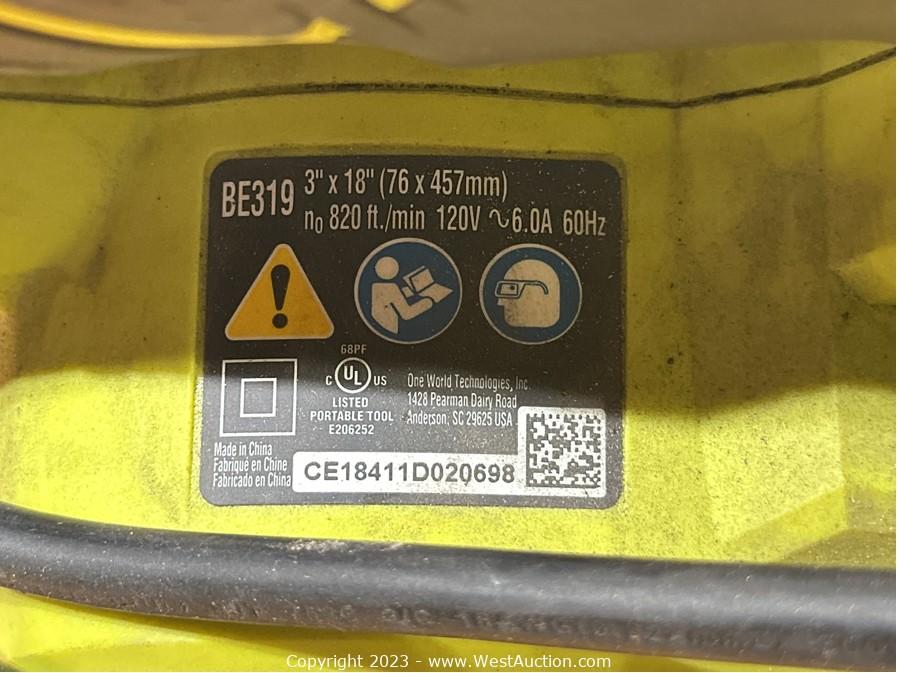 BE319 3" x 18" (76 x 457mm)
n₀ 820 ft./min 120V ~ 6.0A 60Hz
68PF
C UL US
LISTED
PORTABLE TOOL
E206252
One World Technologies, Inc.
1428 Pearman Dairy Road
Anderson, SC 29625 USA
Made in China
Fabriqué en Chine
Fabricado en China
CE18411D020698
Copyright 2023 - www.WestAuction.com